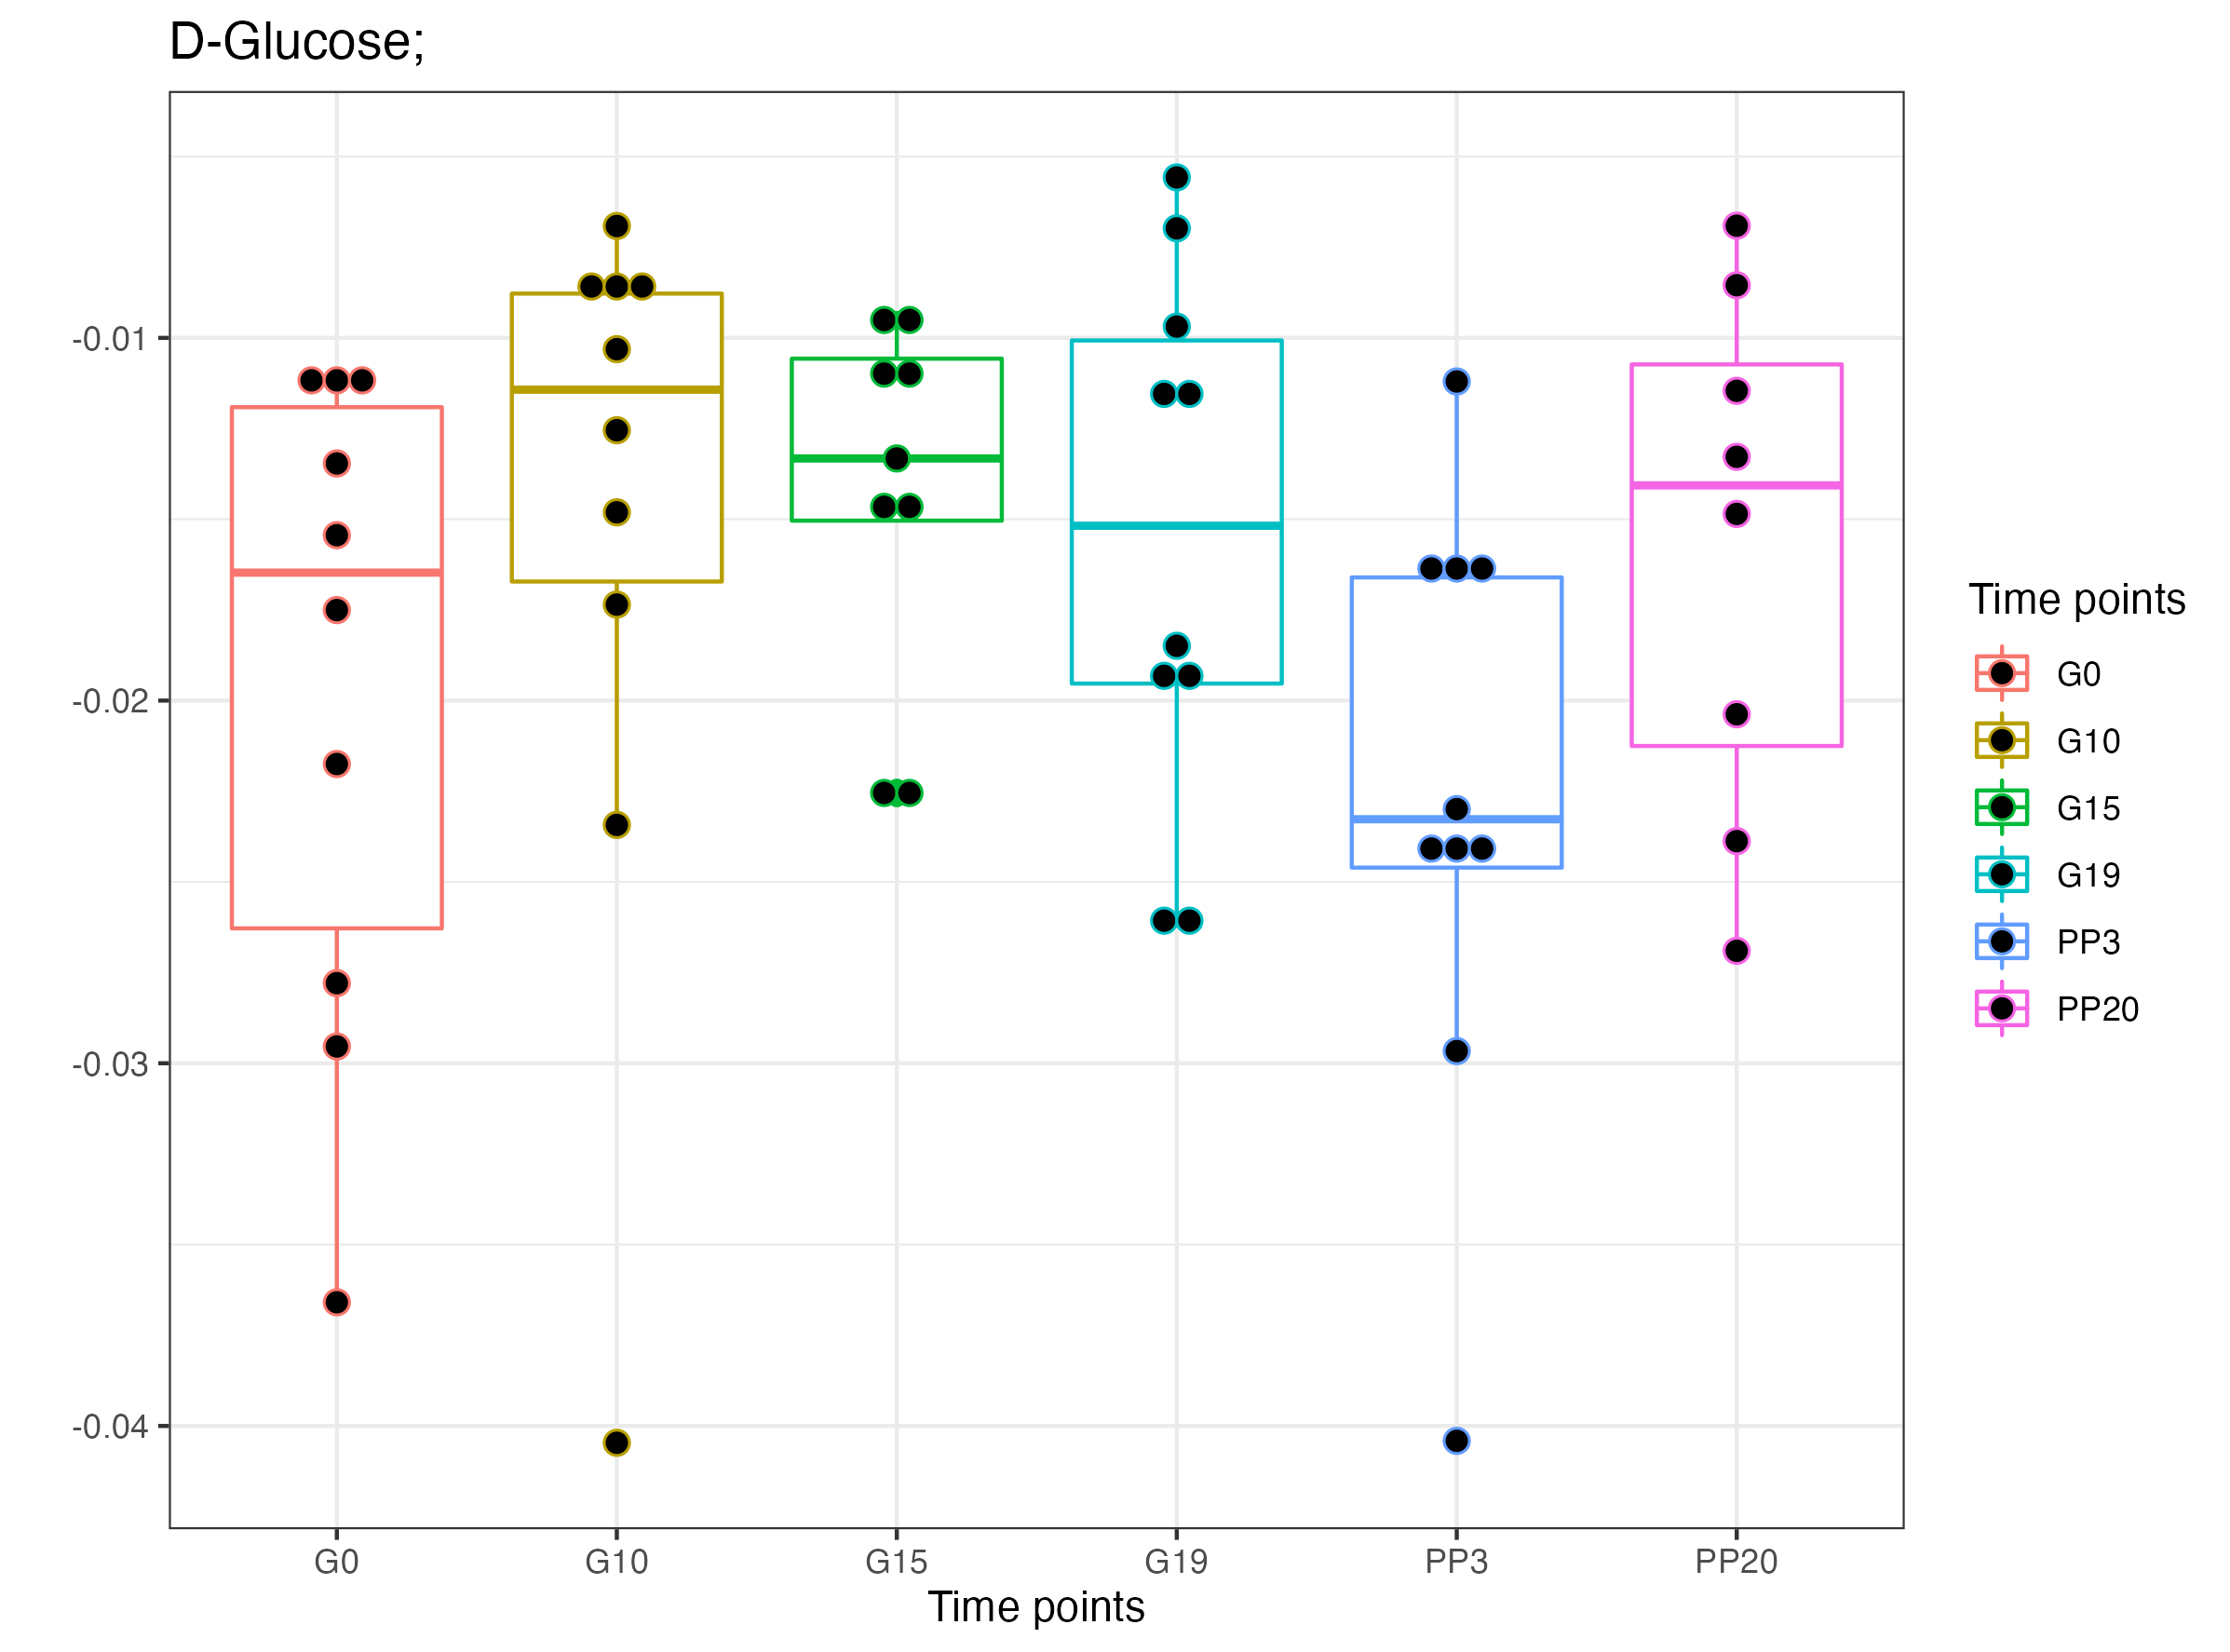 D-Glucose;
-0.01
-0.02
-0.03
-0.04
G0 G10 G15 G19 PP3 PP20
Time points
Time points
G0
G10
G15
G19
PP3
PP20